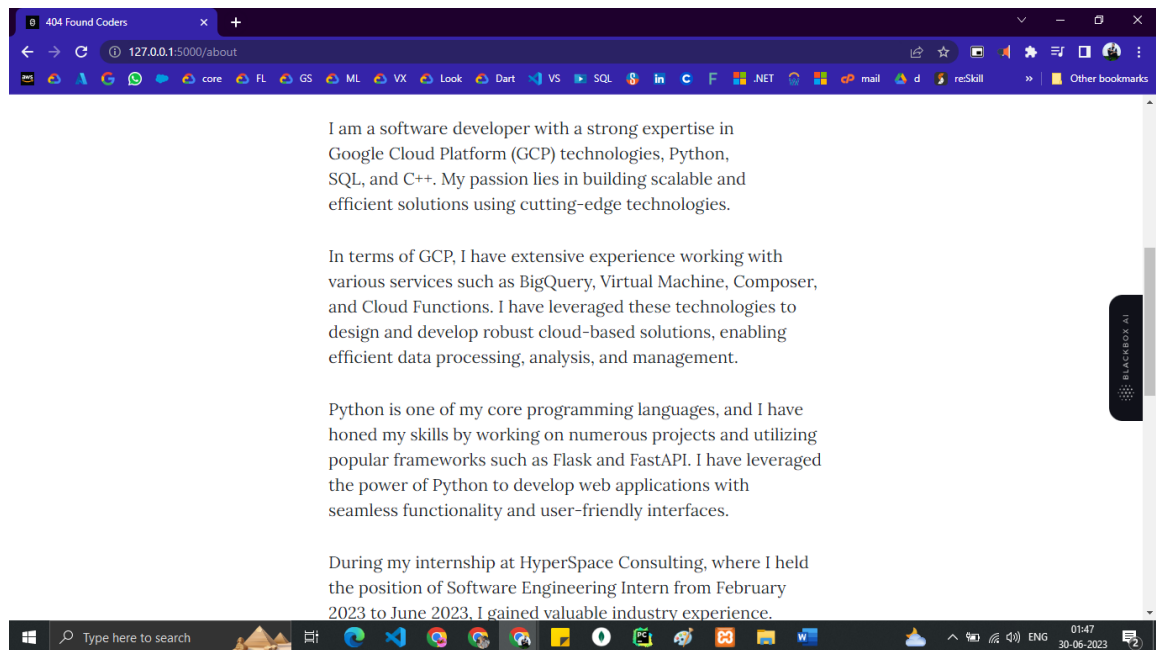 404 Found Coders
127.0.0.1:5000/about
aws core FL GS ML VX Look Dart VS SQL .NET mail d re:Skill » Other bookmarks
I am a software developer with a strong expertise in
Google Cloud Platform (GCP) technologies, Python,
SQL, and C++. My passion lies in building scalable and
efficient solutions using cutting-edge technologies.
In terms of GCP, I have extensive experience working with
various services such as BigQuery, Virtual Machine, Composer,
and Cloud Functions. I have leveraged these technologies to
design and develop robust cloud-based solutions, enabling
efficient data processing, analysis, and management.
BLACKBOX AI
Python is one of my core programming languages, and I have
honed my skills by working on numerous projects and utilizing
popular frameworks such as Flask and FastAPI. I have leveraged
the power of Python to develop web applications with
seamless functionality and user-friendly interfaces.
During my internship at HyperSpace Consulting, where I held
the position of Software Engineering Intern from February
2023 to June 2023, I gained valuable industry experience.
Type here to search
ENG
01:47
30-06-2023
2